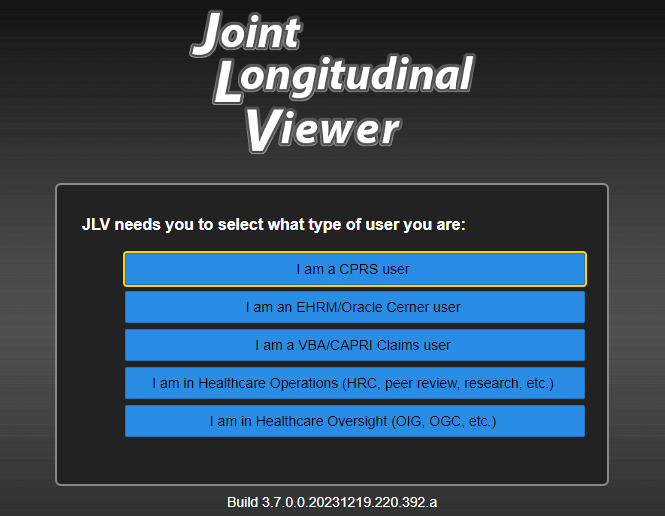 Joint
Longitudinal
Viewer
JLV needs you to select what type of user you are:
I am a CPRS user
I am an EHRM/Oracle Cerner user
I am a VBA/CAPRI Claims user
I am in Healthcare Operations (HRC, peer review, research, etc.)
I am in Healthcare Oversight (OIG, OGC, etc.)
Build 3.7.0.0.20231219.220.392.a